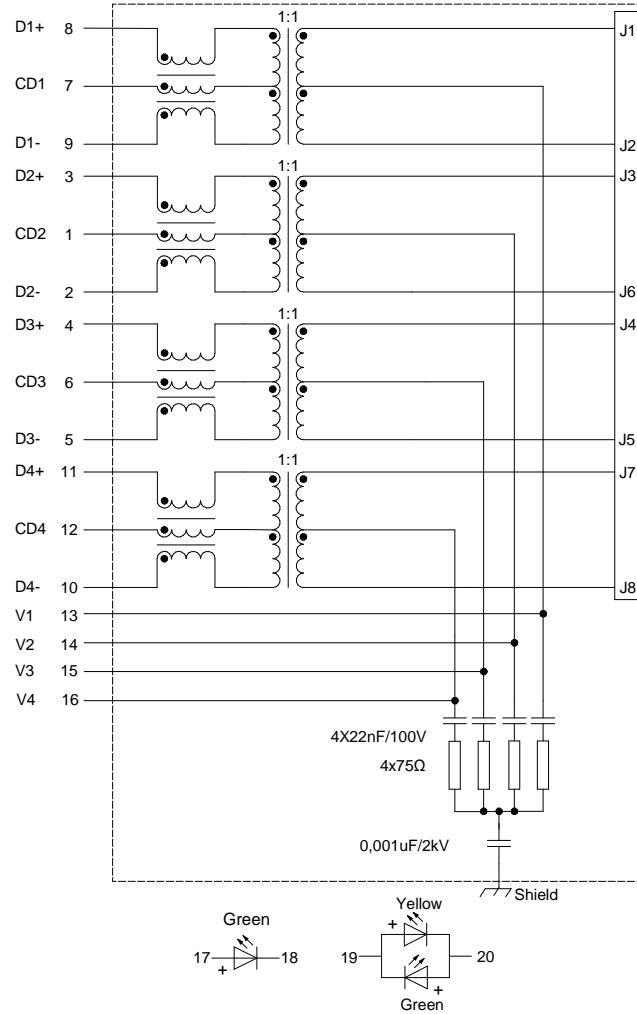 1:1
D1+ 8 J1
CD1 7
D1- 9 J2
D2+ 3 J3
1:1
CD2 1
D2- 2 J6
D3+ 4 J4
1:1
CD3 6
D3- 5 J5
1:1
D4+ 11 J7
CD4 12
D4- 10 J8
V1 13
V2 14
V3 15
V4 16
4X22nF/100V
4x75Ω
0,001uF/2kV
Shield
Green
17 + 18
Yellow
+
19 20
+
Green